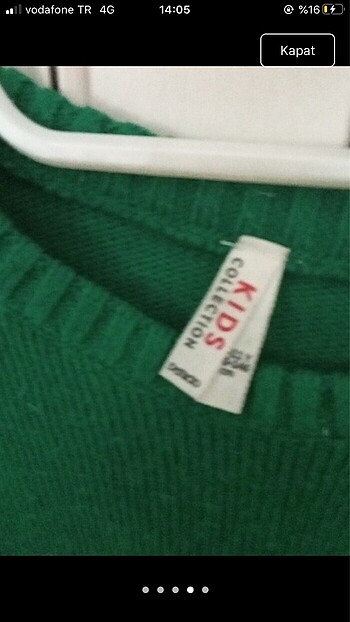 vodafone TR 4G 14:05 %16
Kapat
KIDS
COLLECTION